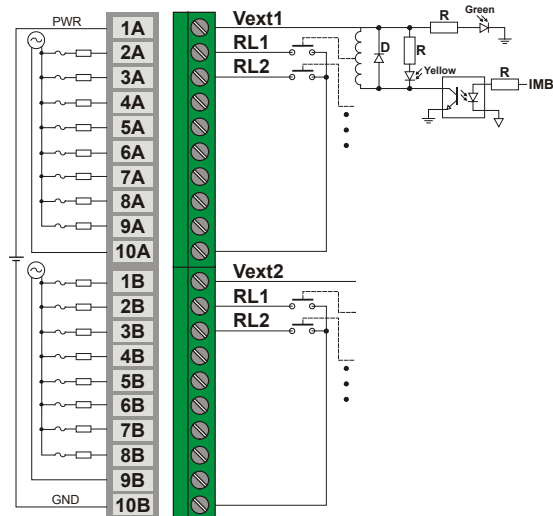 PWR
1A
2A
3A
4A
5A
6A
7A
8A
9A
10A
1B
2B
3B
4B
5B
6B
7B
8B
9B
10B
GND
Vext1
RL1
RL2
Vext2
RL1
RL2
D
R
Yellow
R
Green
R
IMB